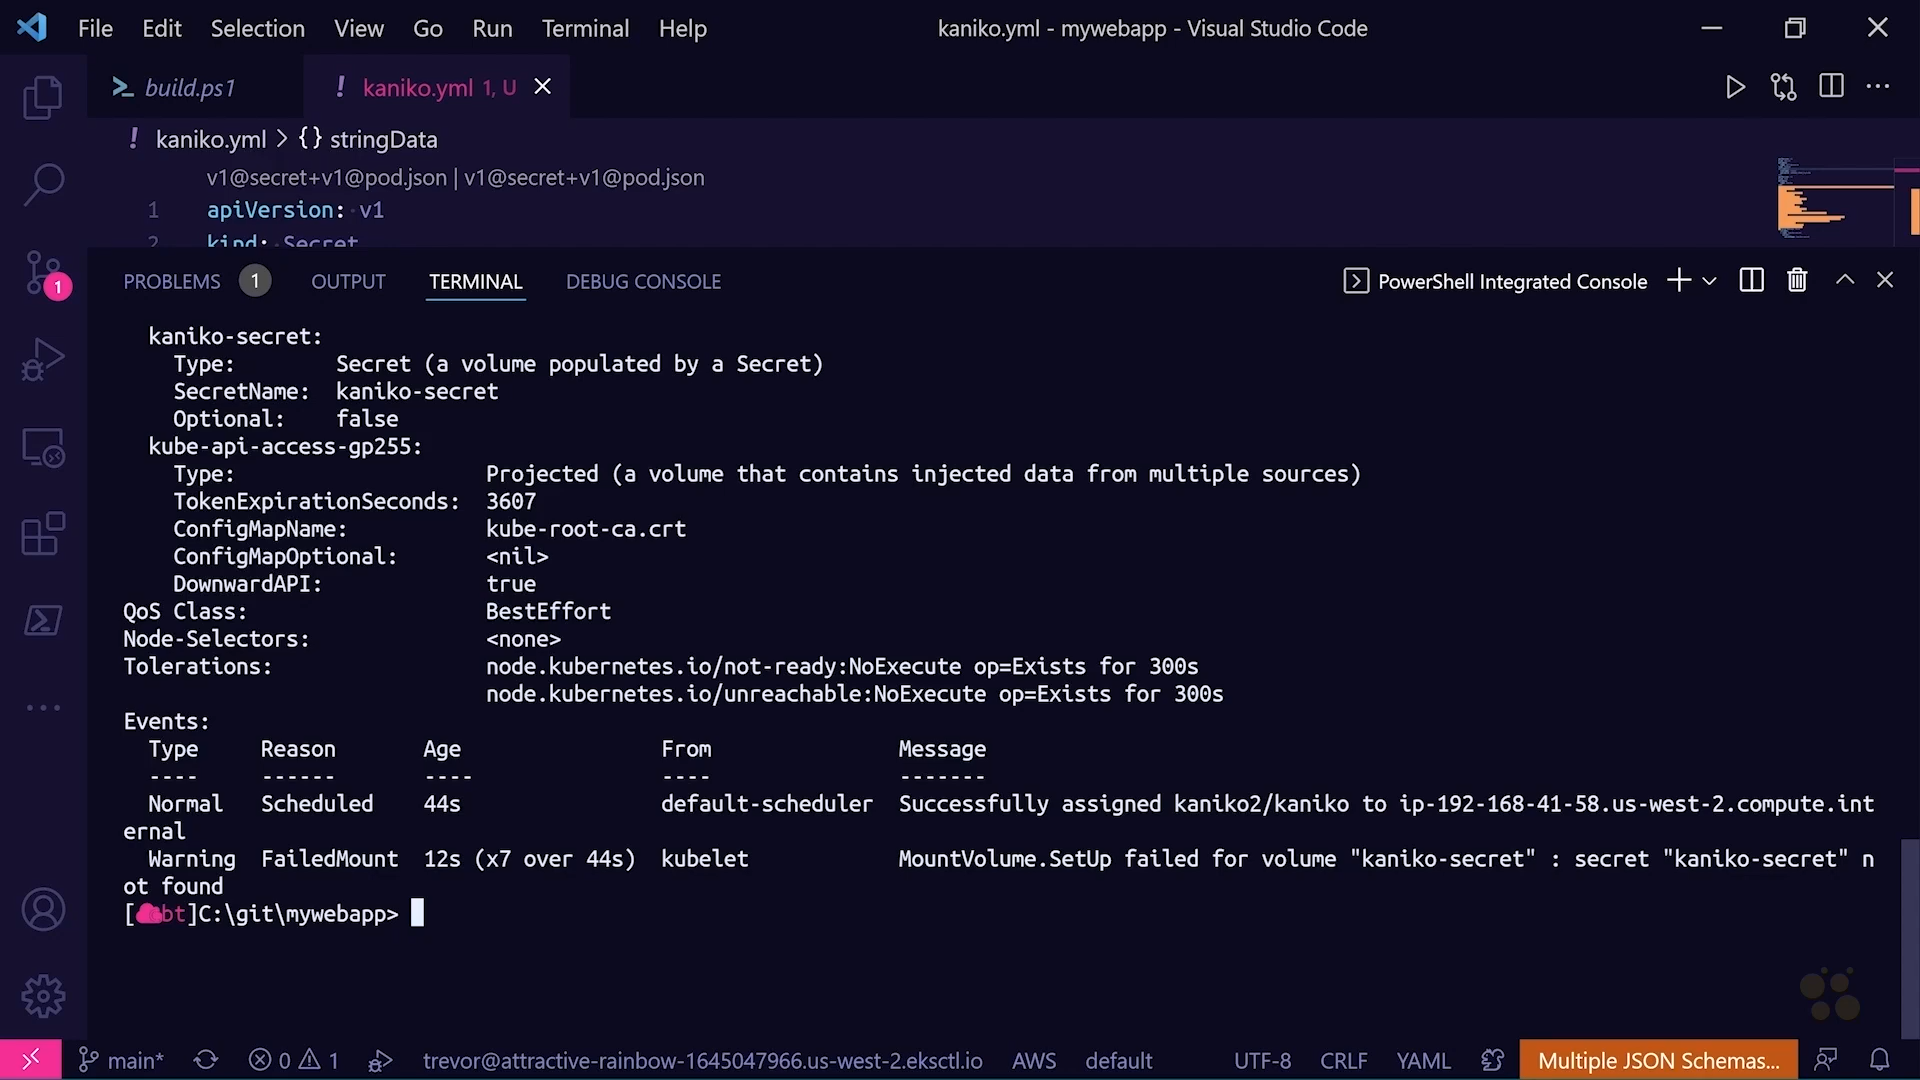 File Edit Selection View Go Run Terminal Help kaniko.yml - mywebapp - Visual Studio Code
build.ps1 ! kaniko.yml 1, U
! kaniko.yml > {} stringData
v1@secret+v1@pod.json | v1@secret+v1@pod.json
1 apiVersion: v1
2 kind: Secret
1
PROBLEMS 1 OUTPUT TERMINAL DEBUG CONSOLE PowerShell Integrated Console
kaniko-secret:
Type: Secret (a volume populated by a Secret)
SecretName: kaniko-secret
Optional: false
kube-api-access-gp255:
Type: Projected (a volume that contains injected data from multiple sources)
TokenExpirationSeconds: 3607
ConfigMapName: kube-root-ca.crt
ConfigMapOptional: <nil>
DownwardAPI: true
QoS Class: BestEffort
Node-Selectors: <none>
Tolerations: node.kubernetes.io/not-ready:NoExecute op=Exists for 300s
node.kubernetes.io/unreachable:NoExecute op=Exists for 300s
Events:
Type Reason Age From Message
---- ------ ---- ---- -------
Normal Scheduled 44s default-scheduler Successfully assigned kaniko2/kaniko to ip-192-168-41-58.us-west-2.compute.int
ernal
Warning FailedMount 12s (x7 over 44s) kubelet MountVolume.SetUp failed for volume "kaniko-secret" : secret "kaniko-secret" n
ot found
[bt]C:\git\mywebapp>
main* 0 1 trevor@attractive-rainbow-1645047966.us-west-2.eksctl.io AWS default UTF-8 CRLF YAML Multiple JSON Schemas...